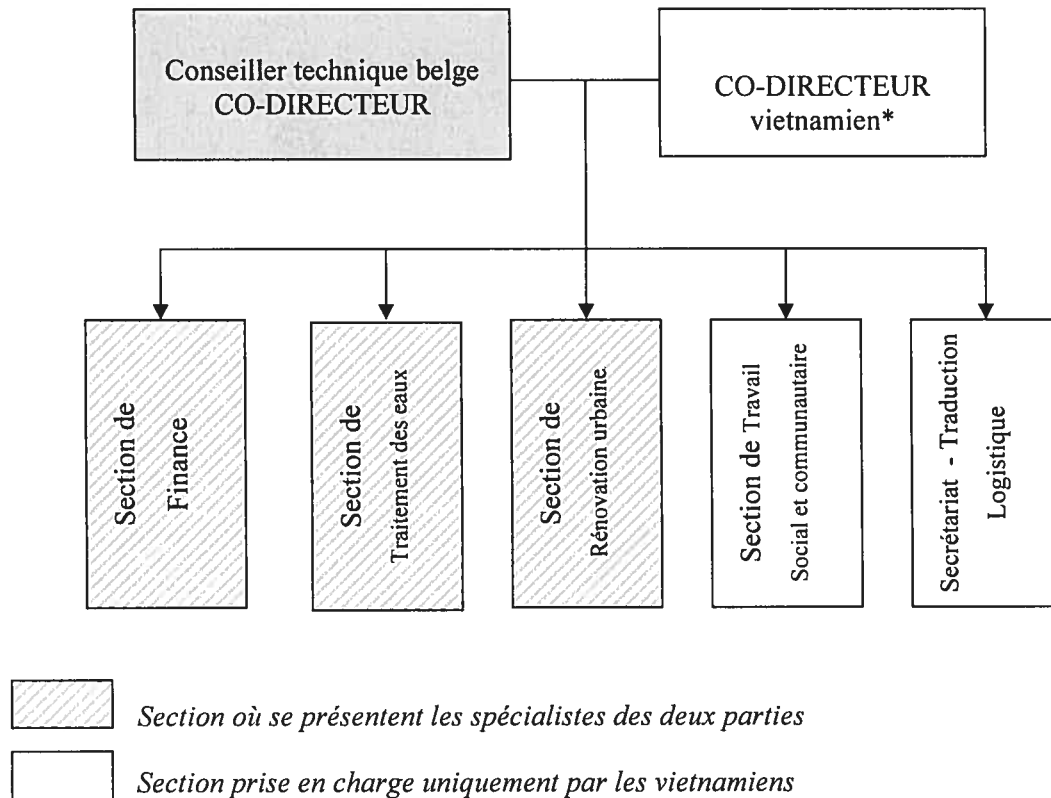 Conseiller technique belge
CO-DIRECTEUR
CO-DIRECTEUR
vietnamien*
Section de
Finance
Section de
Traitement des eaux
Section de
Rénovation urbaine
Section de Travail
Social et communautaire
Secrétariat - Traduction
Logistique
Section où se présentent les spécialistes des deux parties
Section prise en charge uniquement par les vietnamiens